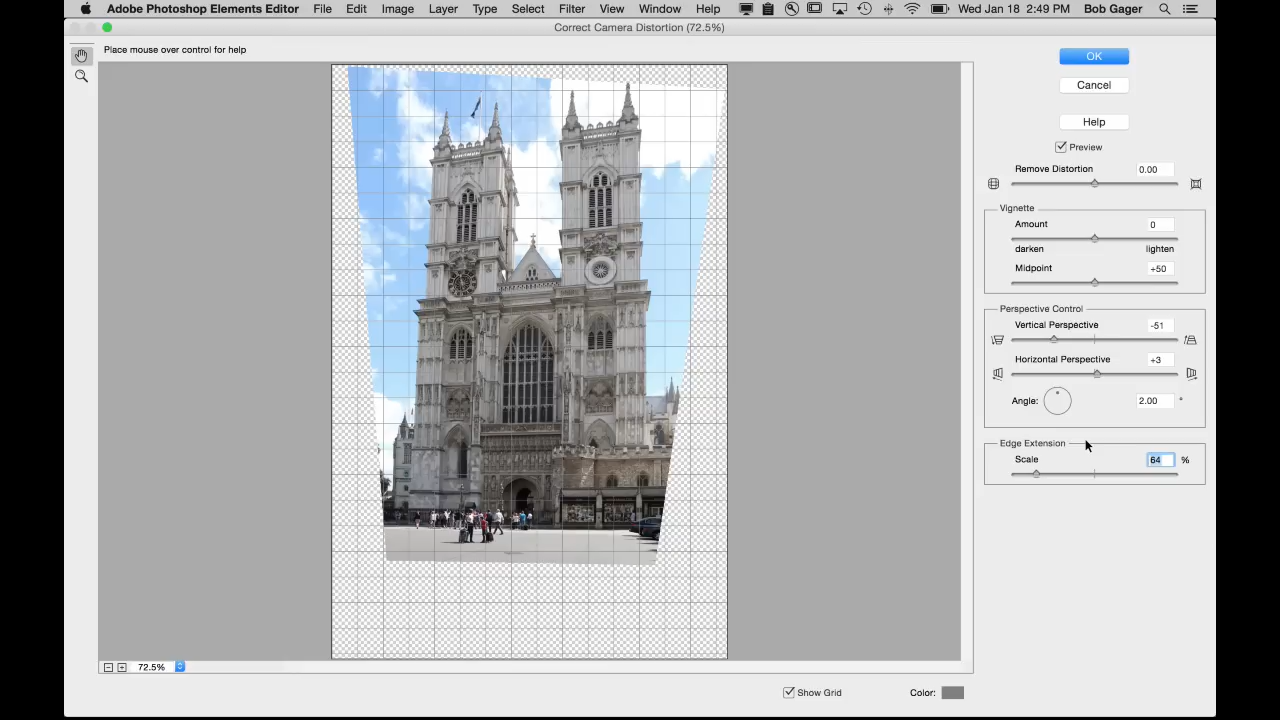 Adobe Photoshop Elements Editor File Edit Image Layer Type Select Filter View Window Help Wed Jan 18 2:49 PM Bob Gager
Correct Camera Distortion (72.5%)
Place mouse over control for help
OK
Cancel
Help
Preview
Remove Distortion 0.00
Vignette
Amount 0
darken lighten
Midpoint +50
Perspective Control
Vertical Perspective -51
Horizontal Perspective +3
Angle: 2.00 °
Edge Extension
Scale 64 %
72.5%
Show Grid Color: